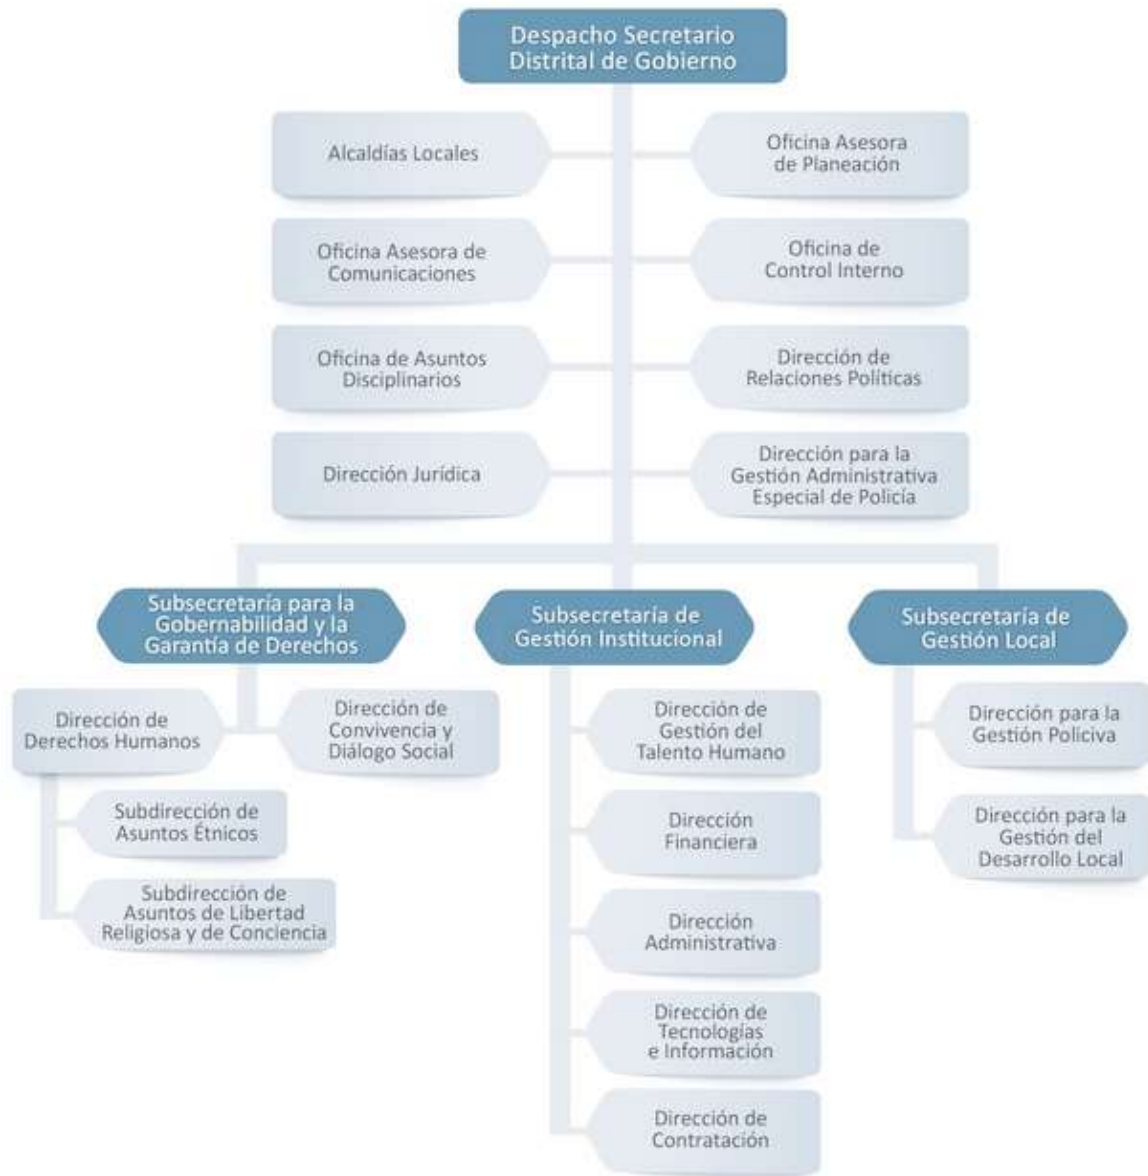 Despacho Secretario
Distrital de Gobierno
Alcaldías Locales
Oficina Asesora
de Planeación
Oficina Asesora de
Comunicaciones
Oficina de
Control Interno
Oficina de Asuntos
Disciplinarios
Dirección de
Relaciones Políticas
Dirección Jurídica
Dirección para la
Gestión Administrativa
Especial de Policía
Subsecretaría para la
Gobernabilidad y la
Garantía de Derechos
Dirección de
Derechos Humanos
Dirección de
Convivencia y
Diálogo Social
Subdirección de
Asuntos Étnicos
Subdirección de
Asuntos de Libertad
Religiosa y de Conciencia
Subsecretaría de
Gestión Institucional
Dirección de
Gestión del
Talento Humano
Dirección
Financiera
Dirección
Administrativa
Dirección de
Tecnologías
e Información
Dirección de
Contratación
Subsecretaría de
Gestión Local
Dirección para la
Gestión Policiva
Dirección para la
Gestión del
Desarrollo Local